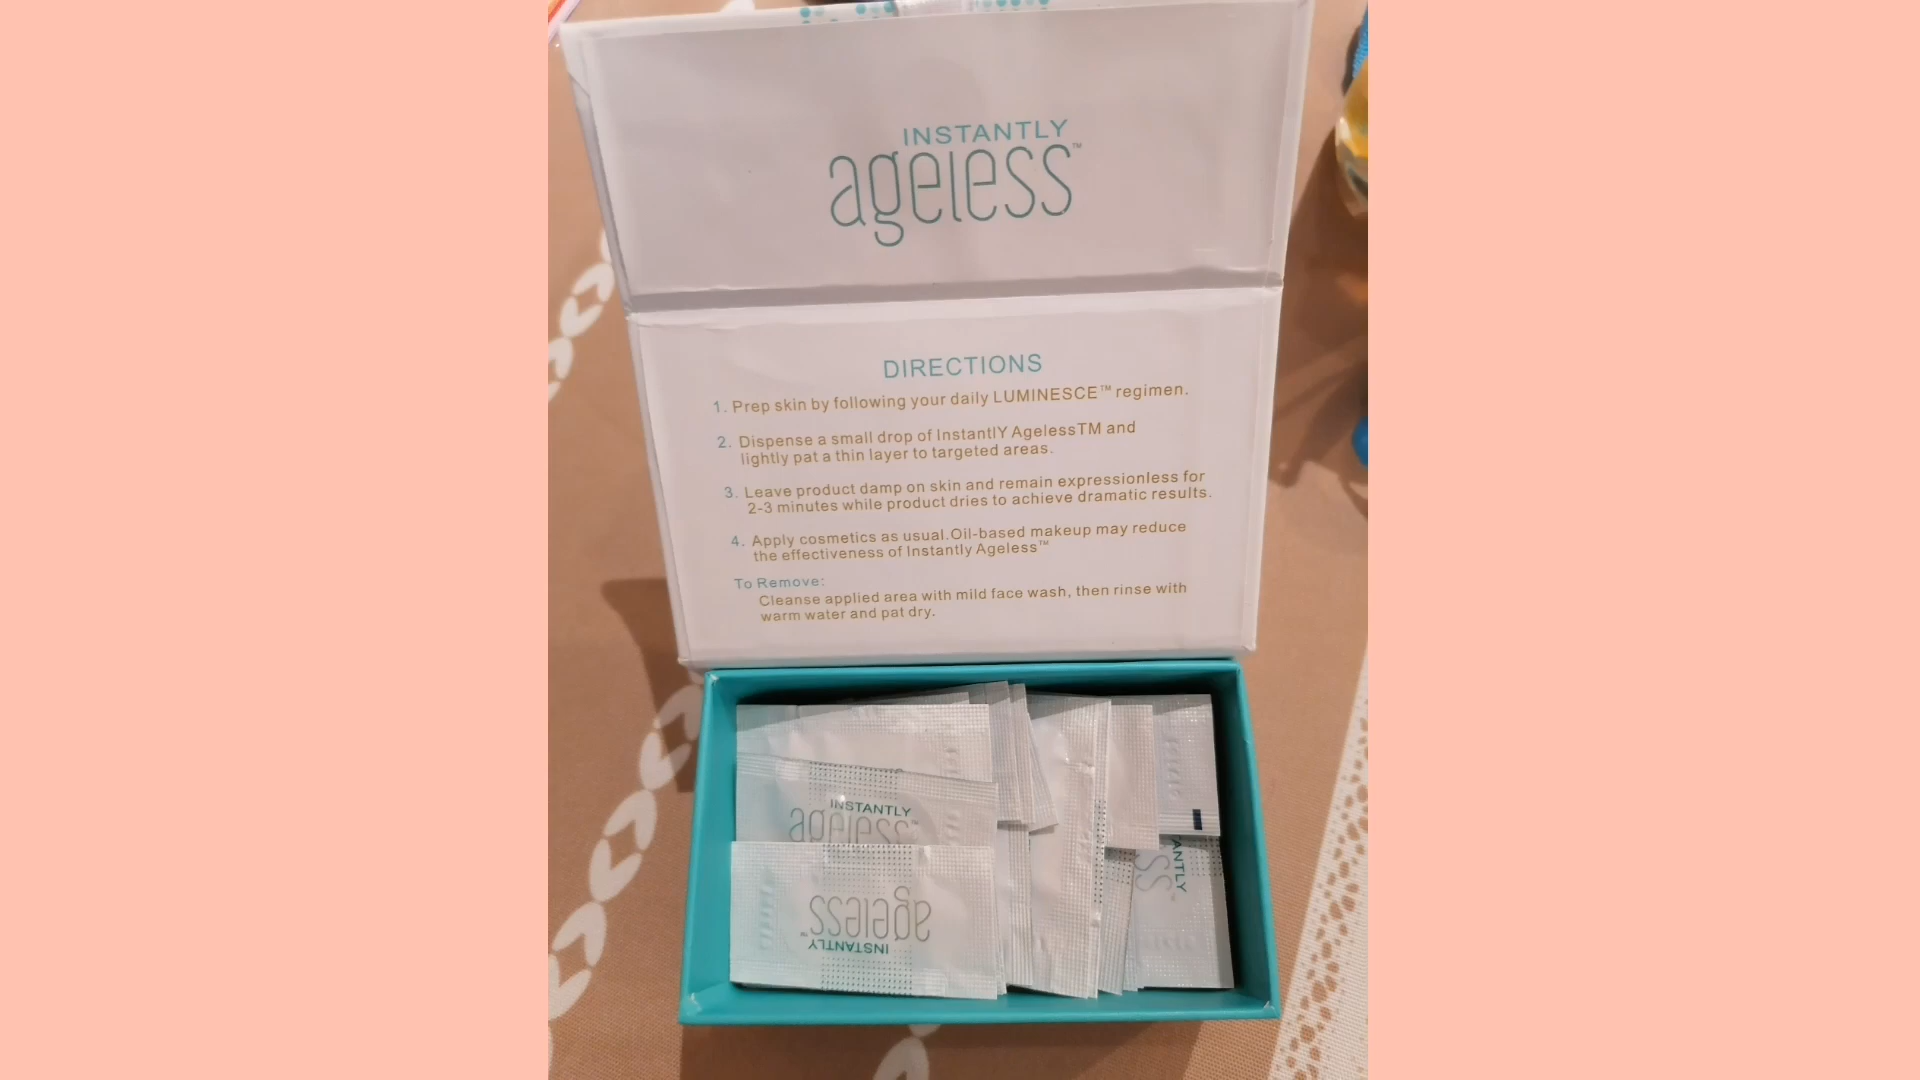 INSTANTLY
ageless™
DIRECTIONS
1. Prep skin by following your daily LUMINESCE™ regimen.
2. Dispense a small drop of InstantlY AgelessTM and
lightly pat a thin layer to targeted areas.
3. Leave product damp on skin and remain expressionless for
2-3 minutes while product dries to achieve dramatic results.
4. Apply cosmetics as usual.Oil-based makeup may reduce
the effectiveness of Instantly Ageless™
To Remove:
Cleanse applied area with mild face wash, then rinse with
warm water and pat dry.
INSTANTLY
ageless
ANTLY
ss
INSTANTLY
ageless™